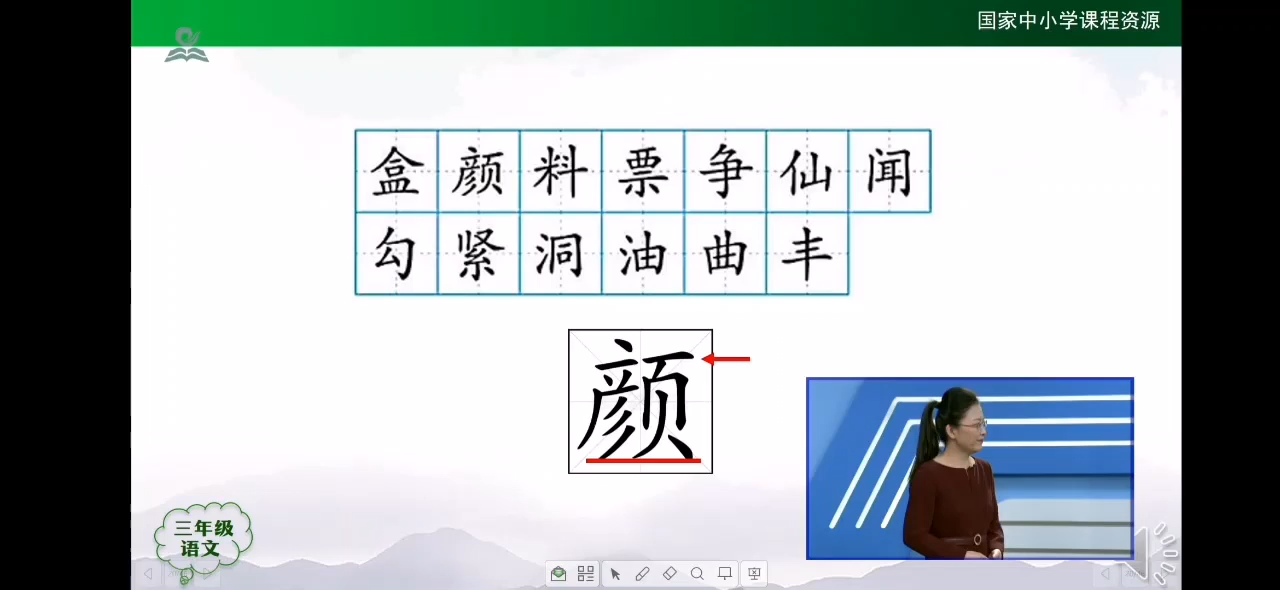 国家中小学课程资源
盒颜料票争仙闻
勾紧洞油曲丰
颜
三年级
语文